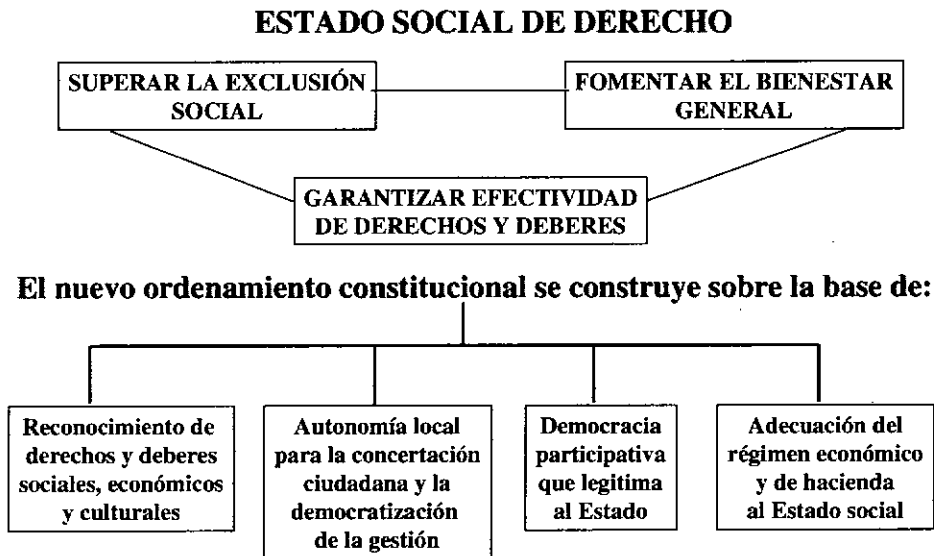 ESTADO SOCIAL DE DERECHO
SUPERAR LA EXCLUSIÓN
SOCIAL
FOMENTAR EL BIENESTAR
GENERAL
GARANTIZAR EFECTIVIDAD
DE DERECHOS Y DEBERES
El nuevo ordenamiento constitucional se construye sobre la base de:
Reconocimiento de
derechos y deberes
sociales, económicos
y culturales
Autonomía local
para la concertación
ciudadana y la
democratización
de la gestión
Democracia
participativa
que legitima
al Estado
Adecuación del
régimen económico
y de hacienda
al Estado social